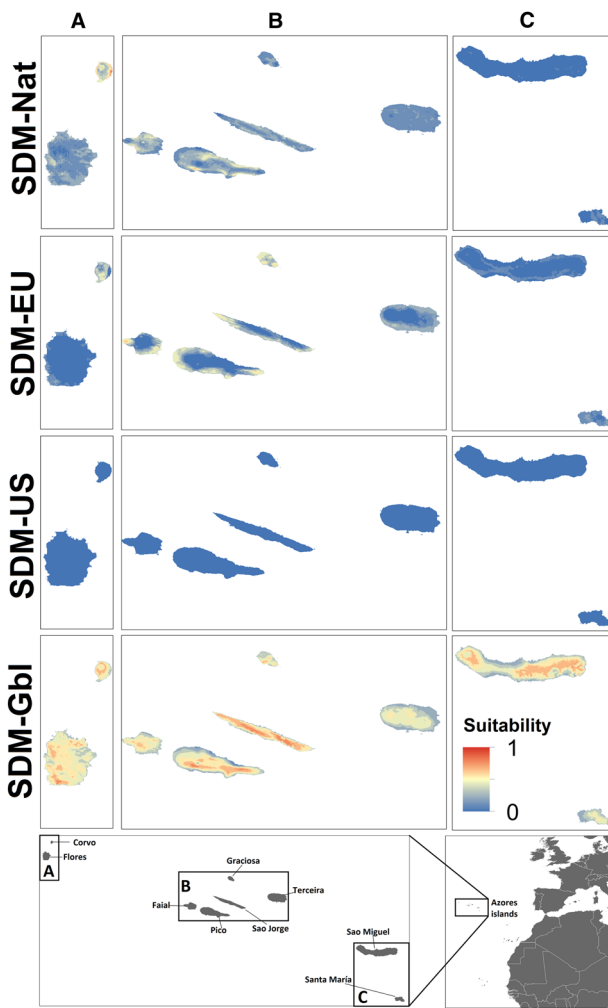 A B C
SDM-Nat
SDM-EU
SDM-US
SDM-Gbl
Suitability
1
0
Corvo
Flores
A
Graciosa
B
Terceira
Faial
Pico
Sao Jorge
Sao Miguel
Santa María
C
Azores
islands